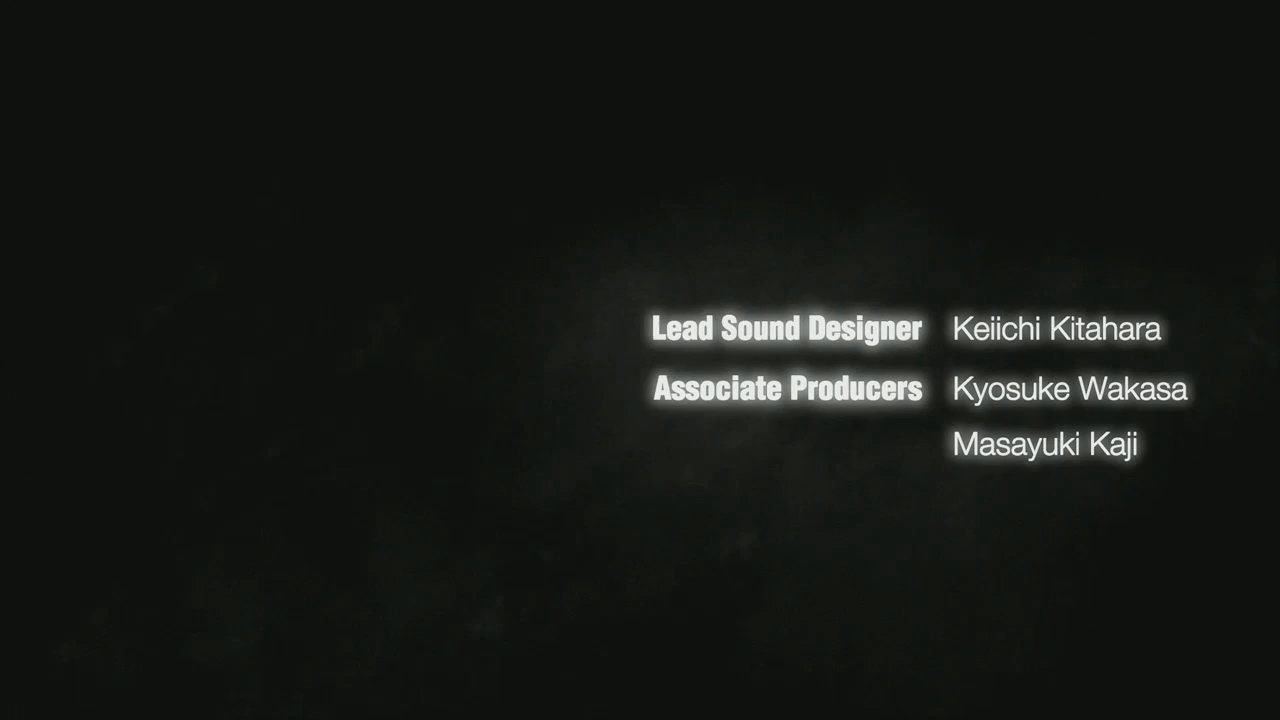 Lead Sound Designer Keiichi Kitahara
Associate Producers Kyosuke Wakasa
Masayuki Kaji